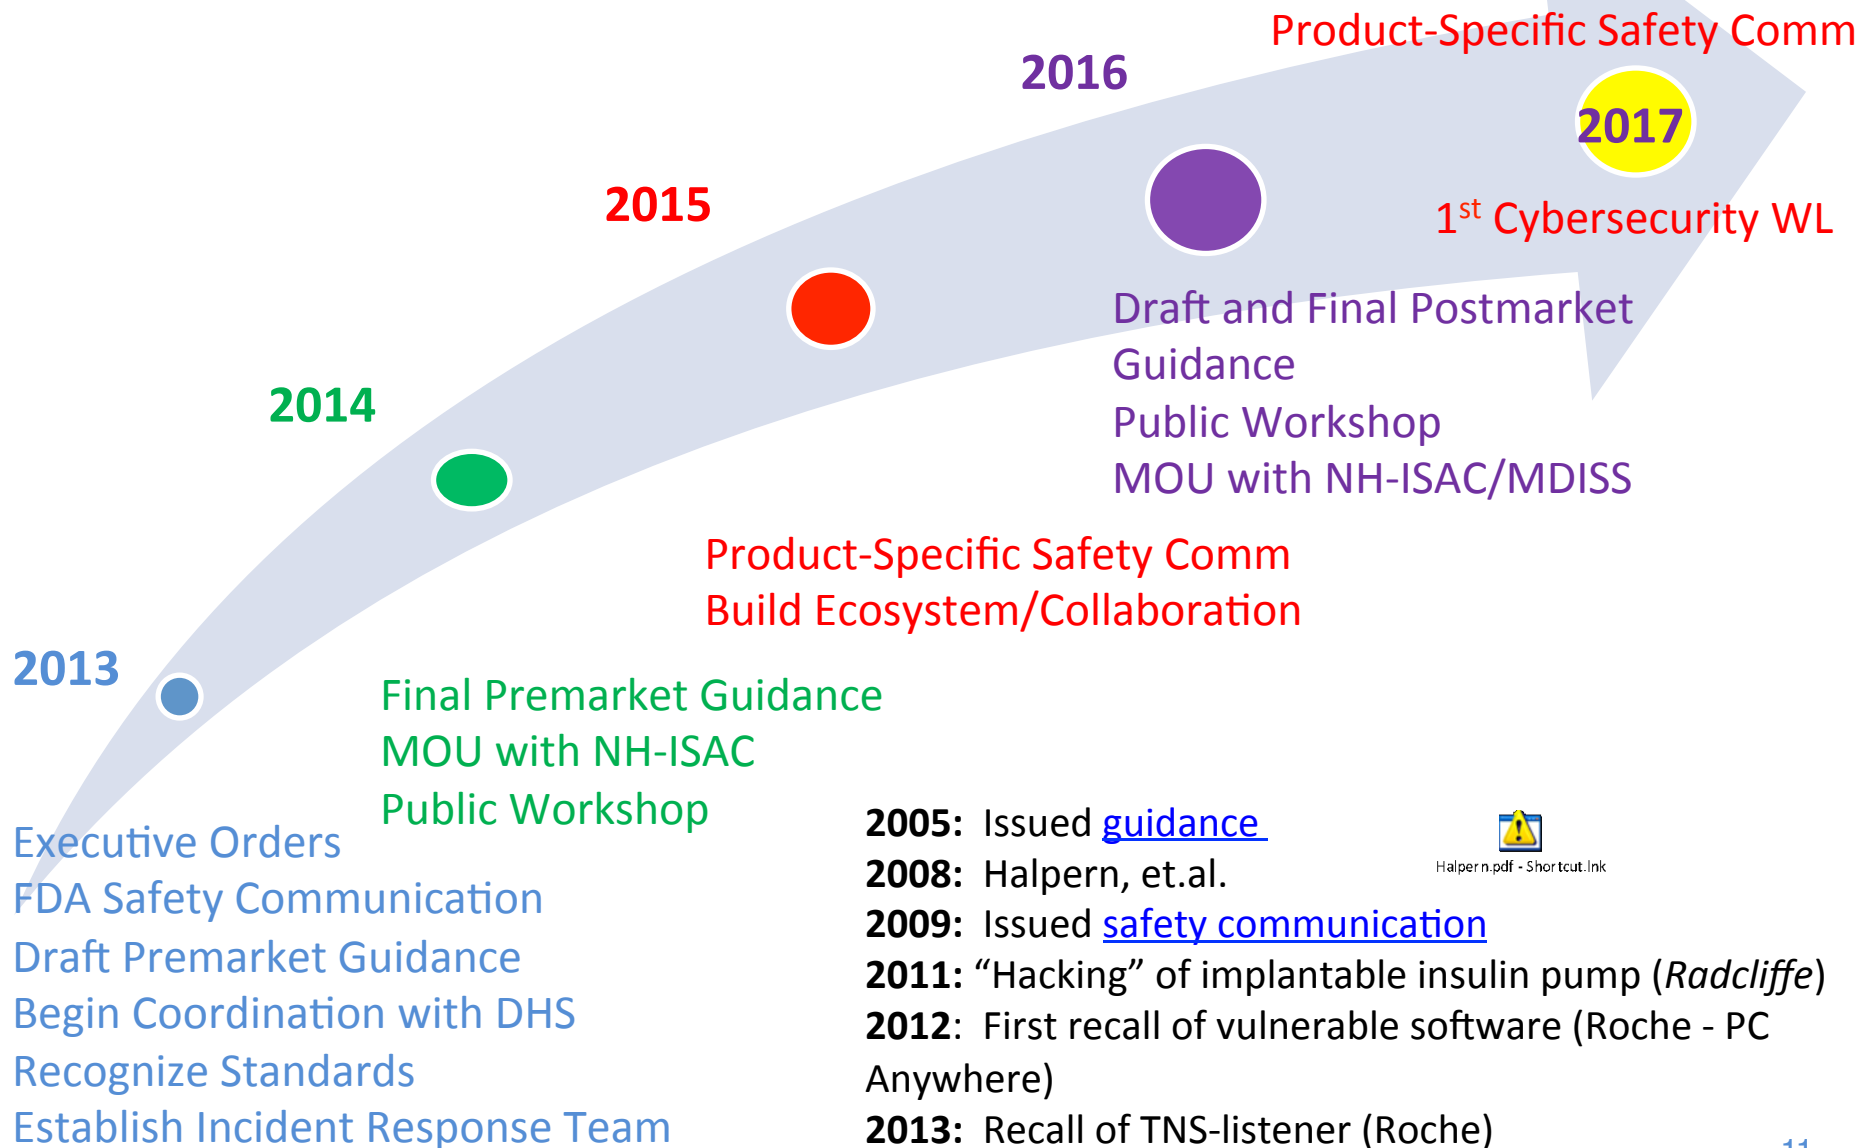 Product-Specific Safety Comm
2016
2017
2015
1st Cybersecurity WL
Draft and Final Postmarket
Guidance
Public Workshop
MOU with NH-ISAC/MDISS
2014
Product-Specific Safety Comm
Build Ecosystem/Collaboration
2013
Final Premarket Guidance
MOU with NH-ISAC
Public Workshop
Executive Orders
FDA Safety Communication
Draft Premarket Guidance
Begin Coordination with DHS
Recognize Standards
Establish Incident Response Team
2005: Issued guidance
2008: Halpern, et.al.
Halpern.pdf - Shortcut.lnk
2009: Issued safety communication
2011: “Hacking” of implantable insulin pump (Radcliffe)
2012: First recall of vulnerable software (Roche - PC
Anywhere)
2013: Recall of TNS-listener (Roche)
11